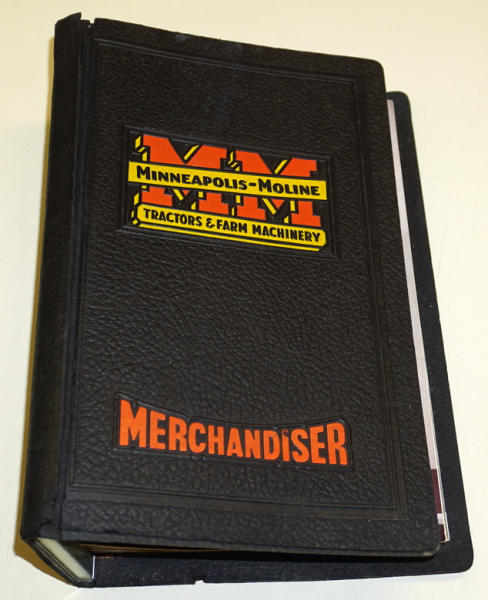 MM
MINNEAPOLIS-MOLINE
TRACTORS & FARM MACHINERY
MERCHANDISER